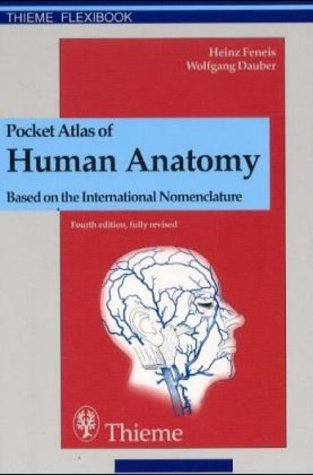 THIEME FLEXIBOOK
Heinz Feneis
Wolfgang Dauber
Pocket Atlas of
Human Anatomy
Based on the International Nomenclature
Fourth edition, fully revised
Thieme